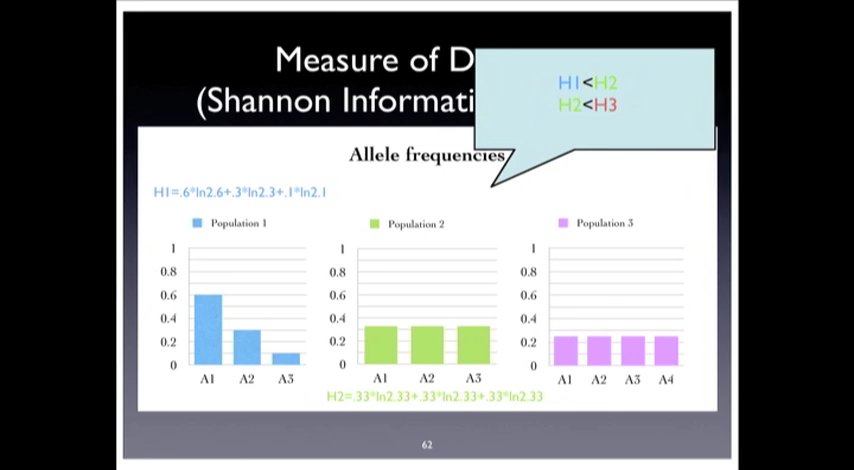 Measure of D
(Shannon Informati
H1<H2
H2<H3
Allele frequencies
H1=.6*ln2.6+.3*ln2.3+.1*ln2.1
Population 1
1
0.8
0.6
0.4
0.2
0
A1 A2 A3
Population 2
1
0.8
0.6
0.4
0.2
0
A1 A2 A3
H2=.33*ln2.33+.33*ln2.33+.33*ln2.33
Population 3
1
0.8
0.6
0.4
0.2
0
A1 A2 A3 A4
62